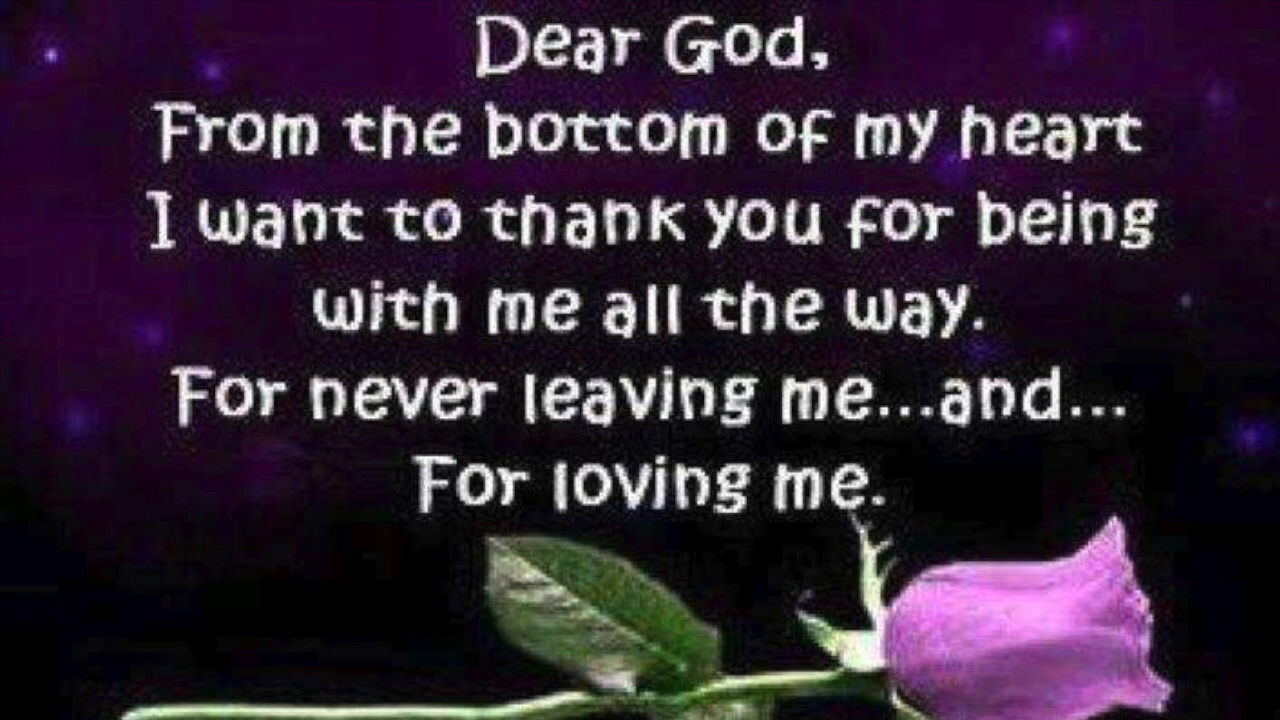 Dear God,
From the bottom of my heart
I want to thank you for being
with me all the way.
For never leaving me...and...
For loving me.